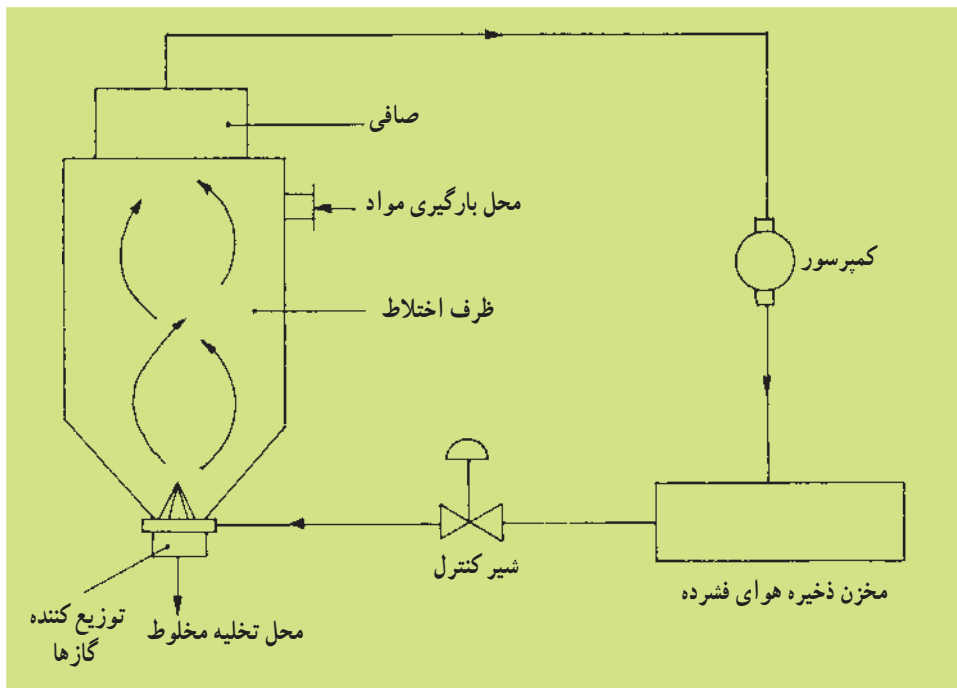 صافی
محل بارگیری مواد
کمپرسور
ظرف اختلاط
شیر کنترل
مخزن ذخیره هوای فشرده
توزیع کننده
گازها
محل تخلیه مخلوط